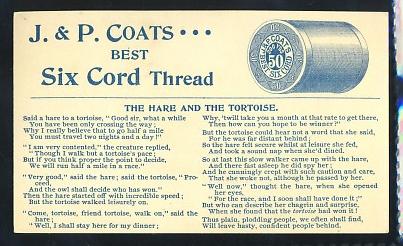 J. & P. COATS •••
BEST
SIX CORD THREAD
J. & P. COATS
BEST
50
SIX CORD
THE HARE AND THE TORTOISE.
Said a hare to a tortoise, "Good sir, what a while
You have been only crossing the way;
Why I really believe that to go half a mile
You must travel two nights and a day!"
"I am very contented," the creature replied,
"Though I walk but a tortoise's pace;
But if you think proper the point to decide,
We will run half a mile in a race."
"Very good," said the hare; said the tortoise, "Pro-
ceed,
And the owl shall decide who has won."
Then the hare started off with incredible speed;
But the tortoise walked leisurely on.
"Come, tortoise, friend tortoise, walk on," said the
hare;
"Well, I shall stay here for my dinner;
Why, 'twill take you a month at that rate to get there,
Then how can you hope to be winner?"
But the tortoise could hear not a word that she said,
For he was far distant behind;
So the hare felt secure whilst at leisure she fed,
And took a sound nap when she'd dined.
So at last this slow walker came up with the hare,
And there fast asleep he did spy her;
And he cunningly crept with such caution and care,
That she woke not, although he passed by her.
"Well now," thought the hare, when she opened
her eyes,
"For the race, and I soon shall have done it;"
But who can describe her chagrin and surprise,
When she found that the tortoise had won it!
Thus plain, plodding people, we often shall find,
Will leave hasty, confident people behind.